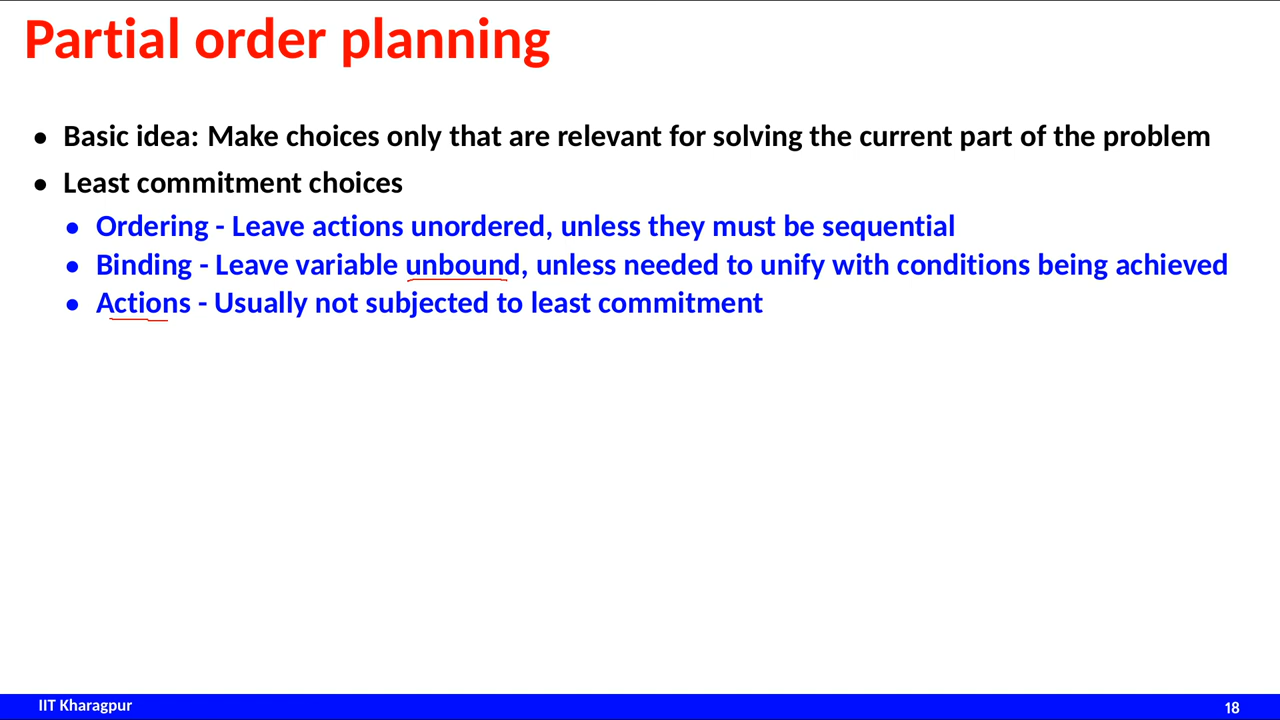 Partial order planning
• Basic idea: Make choices only that are relevant for solving the current part of the problem
• Least commitment choices
• Ordering - Leave actions unordered, unless they must be sequential
• Binding - Leave variable unbound, unless needed to unify with conditions being achieved
• Actions - Usually not subjected to least commitment
IIT Kharagpur
18